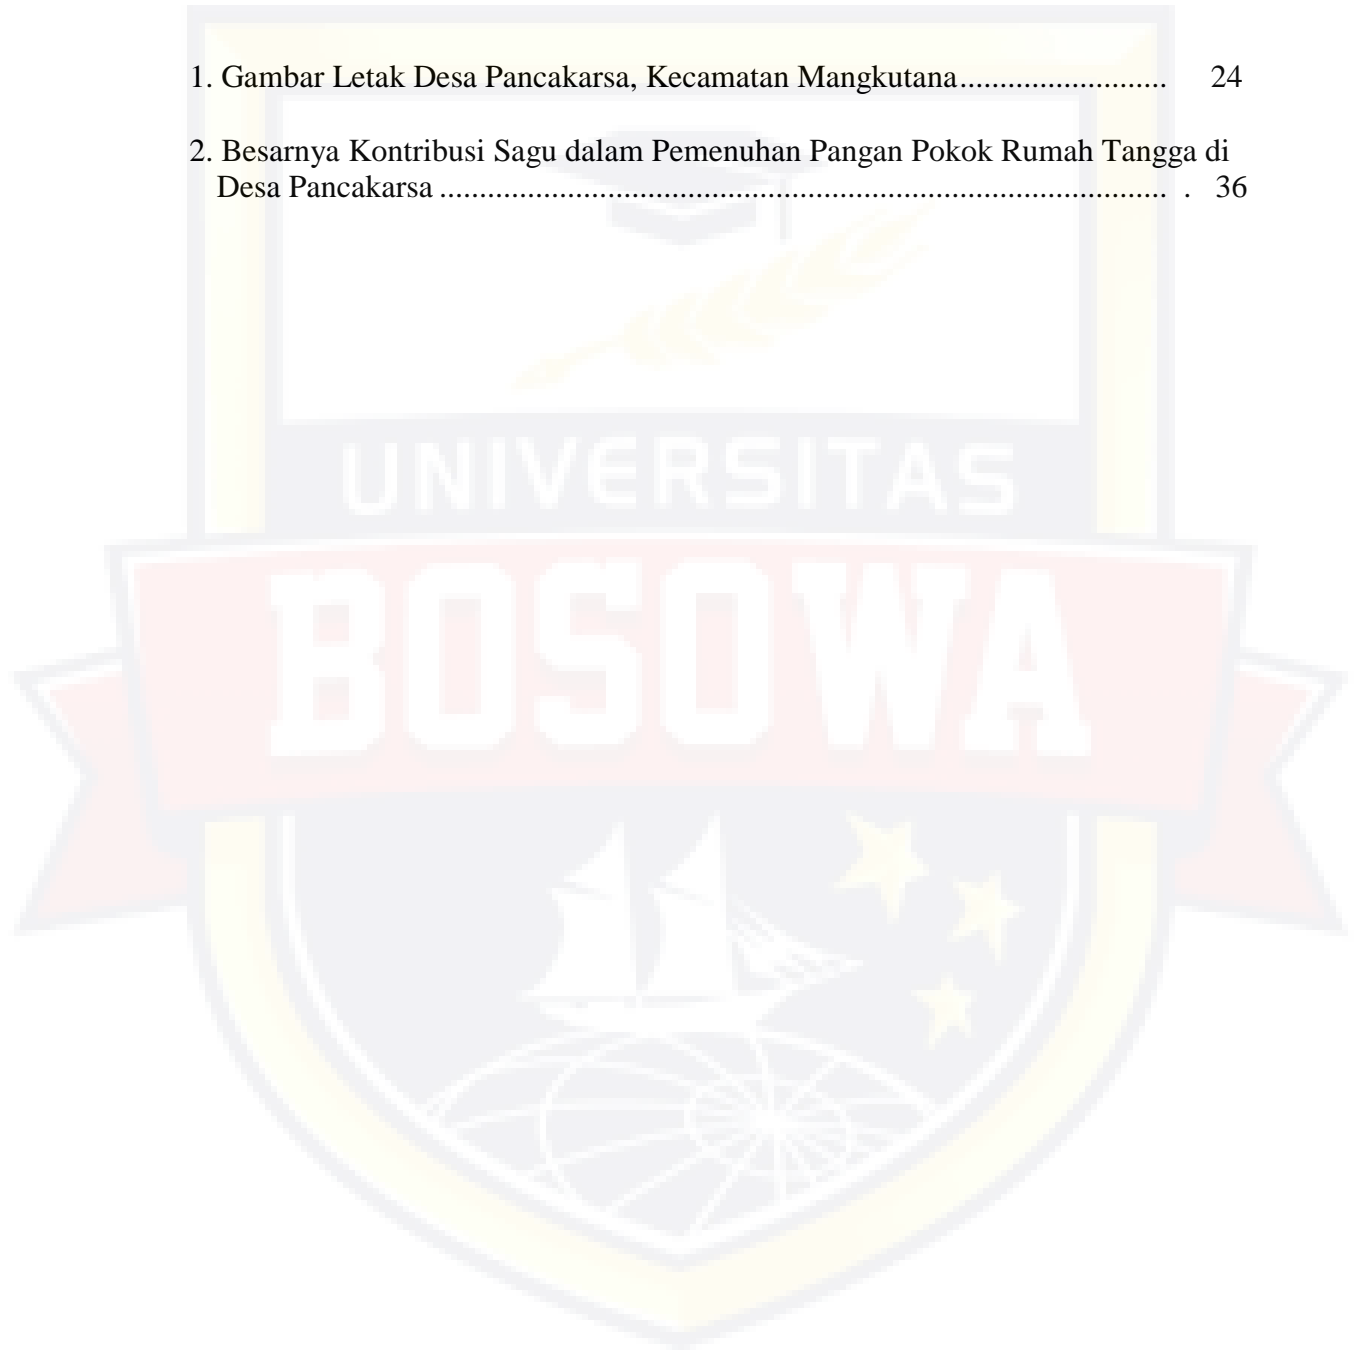 1. Gambar Letak Desa Pancakarsa, Kecamatan Mangkutana.......................... 24
2. Besarnya Kontribusi Sagu dalam Pemenuhan Pangan Pokok Rumah Tangga di
Desa Pancakarsa ........................................................................................... . 36
UNIVERSITAS
BOSOWA